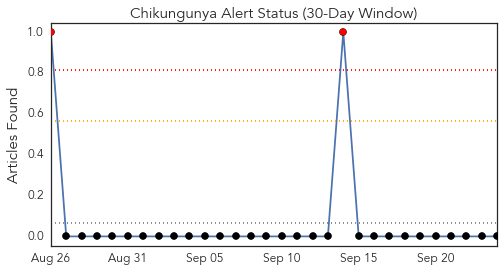 Chikungunya Alert Status (30-Day Window)
Articles Found
1.0
0.8
0.6
0.4
0.2
0.0
Aug 26 Aug 31 Sep 05 Sep 10 Sep 15 Sep 20